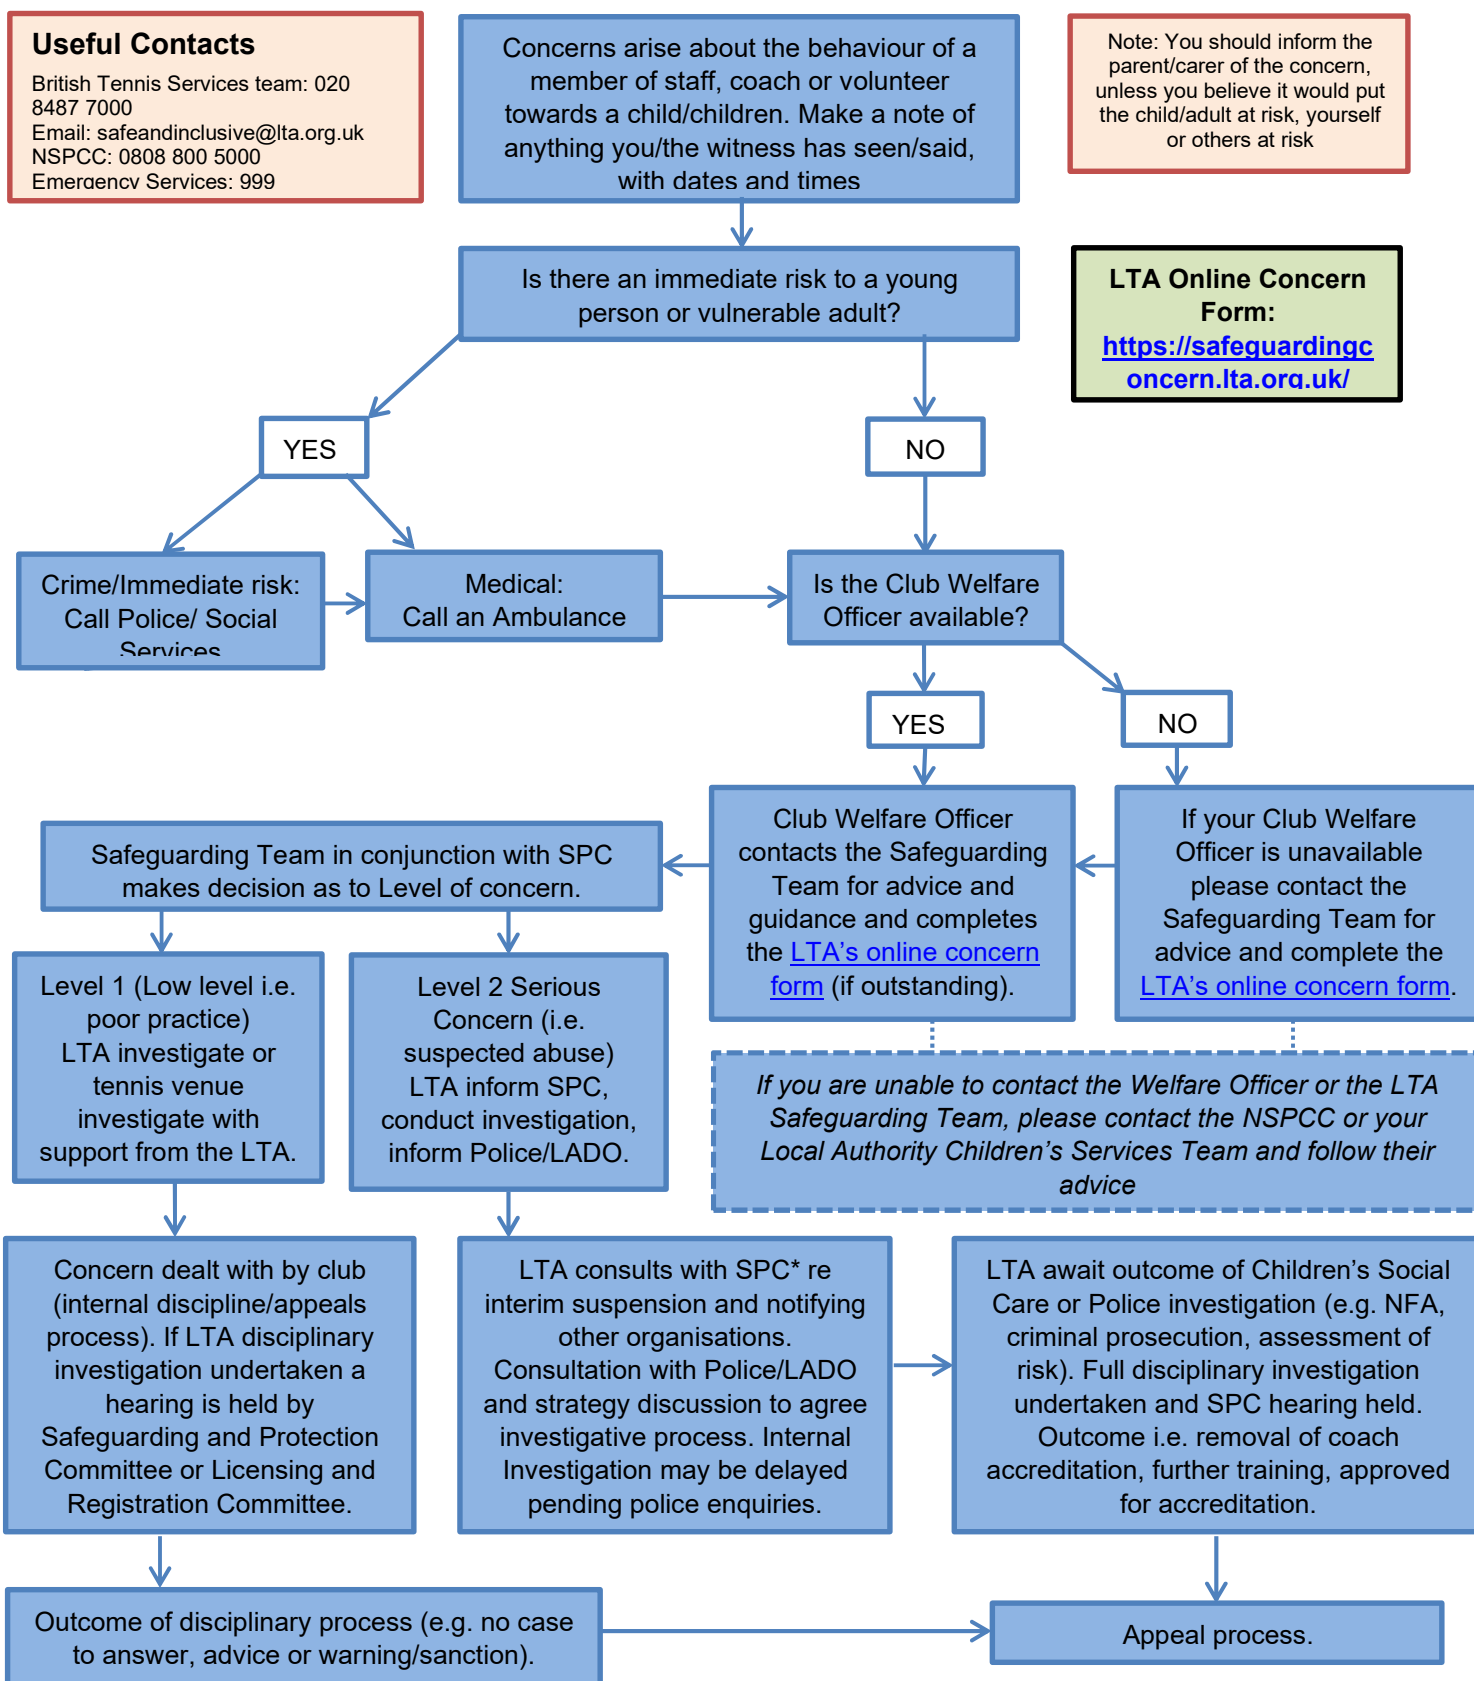 Useful Contacts
British Tennis Services team: 020
8487 7000
Email: safeandinclusive@lta.org.uk
NSPCC: 0808 800 5000
Emergency Services: 999
Concerns arise about the behaviour of a
member of staff, coach or volunteer
towards a child/children. Make a note of
anything you/the witness has seen/said,
with dates and times
Note: You should inform the
parent/carer of the concern,
unless you believe it would put
the child/adult at risk, yourself
or others at risk
Is there an immediate risk to a young
person or vulnerable adult?
LTA Online Concern
Form:
https://safeguardingc
oncern.lta.org.uk/
YES
NO
Crime/Immediate risk:
Call Police/ Social
Services
Medical:
Call an Ambulance
Is the Club Welfare
Officer available?
YES
NO
Safeguarding Team in conjunction with SPC
makes decision as to Level of concern.
Club Welfare Officer
contacts the Safeguarding
Team for advice and
guidance and completes
the LTA's online concern
form (if outstanding).
If your Club Welfare
Officer is unavailable
please contact the
Safeguarding Team for
advice and complete the
LTA's online concern form.
Level 1 (Low level i.e.
poor practice)
LTA investigate or
tennis venue
investigate with
support from the LTA.
Level 2 Serious
Concern (i.e.
suspected abuse)
LTA inform SPC,
conduct investigation,
inform Police/LADO.
If you are unable to contact the Welfare Officer or the LTA
Safeguarding Team, please contact the NSPCC or your
Local Authority Children's Services Team and follow their
advice
Concern dealt with by club
(internal discipline/appeals
process). If LTA disciplinary
investigation undertaken a
hearing is held by
Safeguarding and Protection
Committee or Licensing and
Registration Committee.
LTA consults with SPC* re
interim suspension and notifying
other organisations.
Consultation with Police/LADO
and strategy discussion to agree
investigative process. Internal
Investigation may be delayed
pending police enquiries.
LTA await outcome of Children's Social
Care or Police investigation (e.g. NFA,
criminal prosecution, assessment of
risk). Full disciplinary investigation
undertaken and SPC hearing held.
Outcome i.e. removal of coach
accreditation, further training, approved
for accreditation.
Outcome of disciplinary process (e.g. no case
to answer, advice or warning/sanction).
Appeal process.